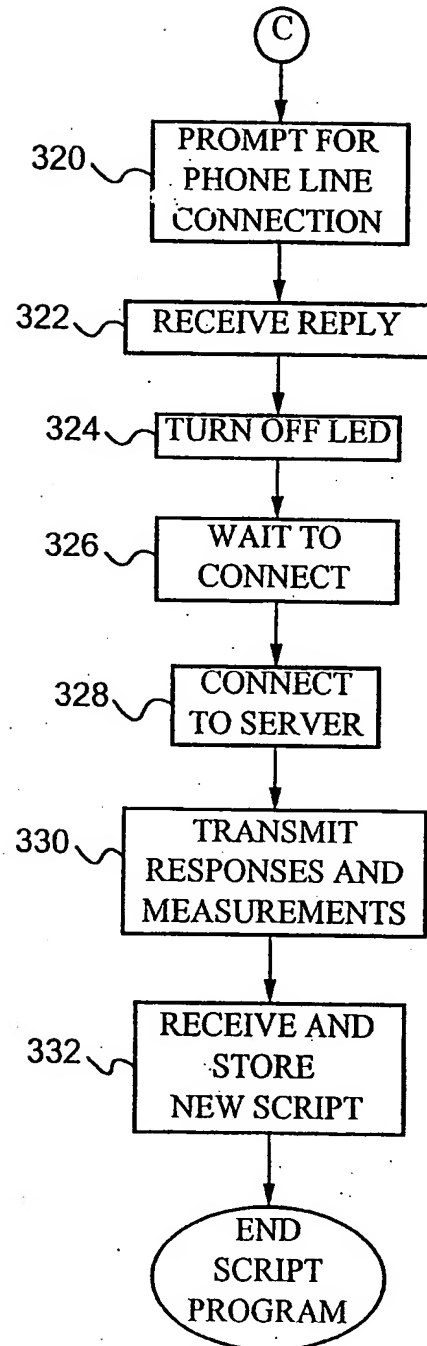 C
320
PROMPT FOR
PHONE LINE
CONNECTION
322
RECEIVE REPLY
324
TURN OFF LED
326
WAIT TO
CONNECT
328
CONNECT
TO SERVER
330
TRANSMIT
RESPONSES AND
MEASUREMENTS
332
RECEIVE AND
STORE
NEW SCRIPT
END
SCRIPT
PROGRAM